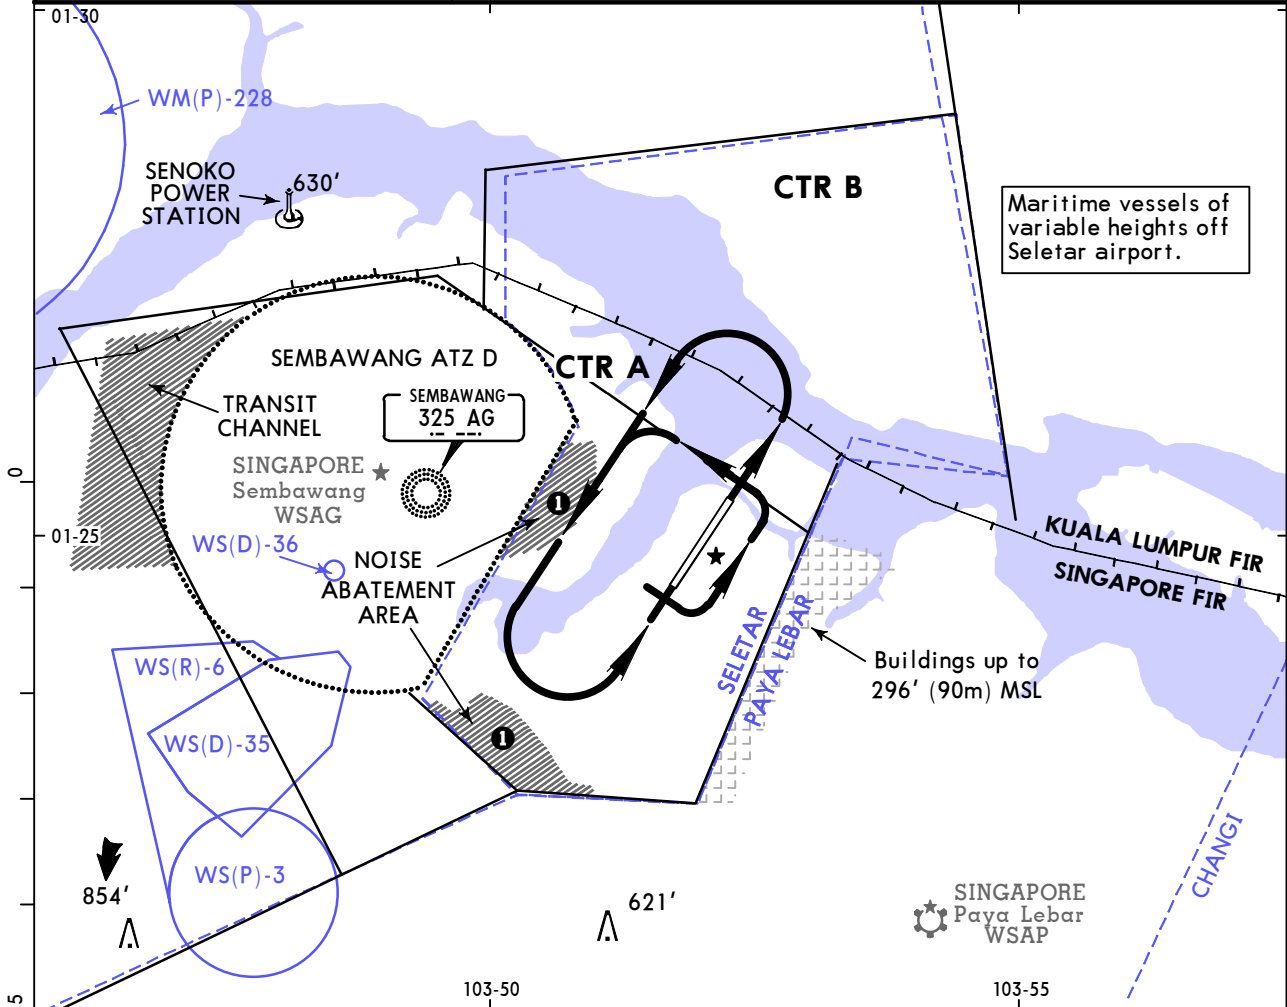 01-30
WM(P)-228
SENOKO
POWER
STATION
630'
CTR B
Maritime vessels of
variable heights off
Seletar airport.
SEMBAWANG ATZ D
CTR A
SEMBAWANG
325 AG
TRANSIT
CHANNEL
SINGAPORE
Sembawang
WSAG
0
1
01-25
WS(D)-36
NOISE
ABATEMENT
AREA
KUALA LUMPUR FIR
SINGAPORE FIR
SELETAR
PAYA LEBAR
Buildings up to
296' (90m) MSL
WS(R)-6
WS(D)-35
1
WS(P)-3
854'
621'
SINGAPORE
Paya Lebar
WSAP
CHANGI
5
103-50
103-55